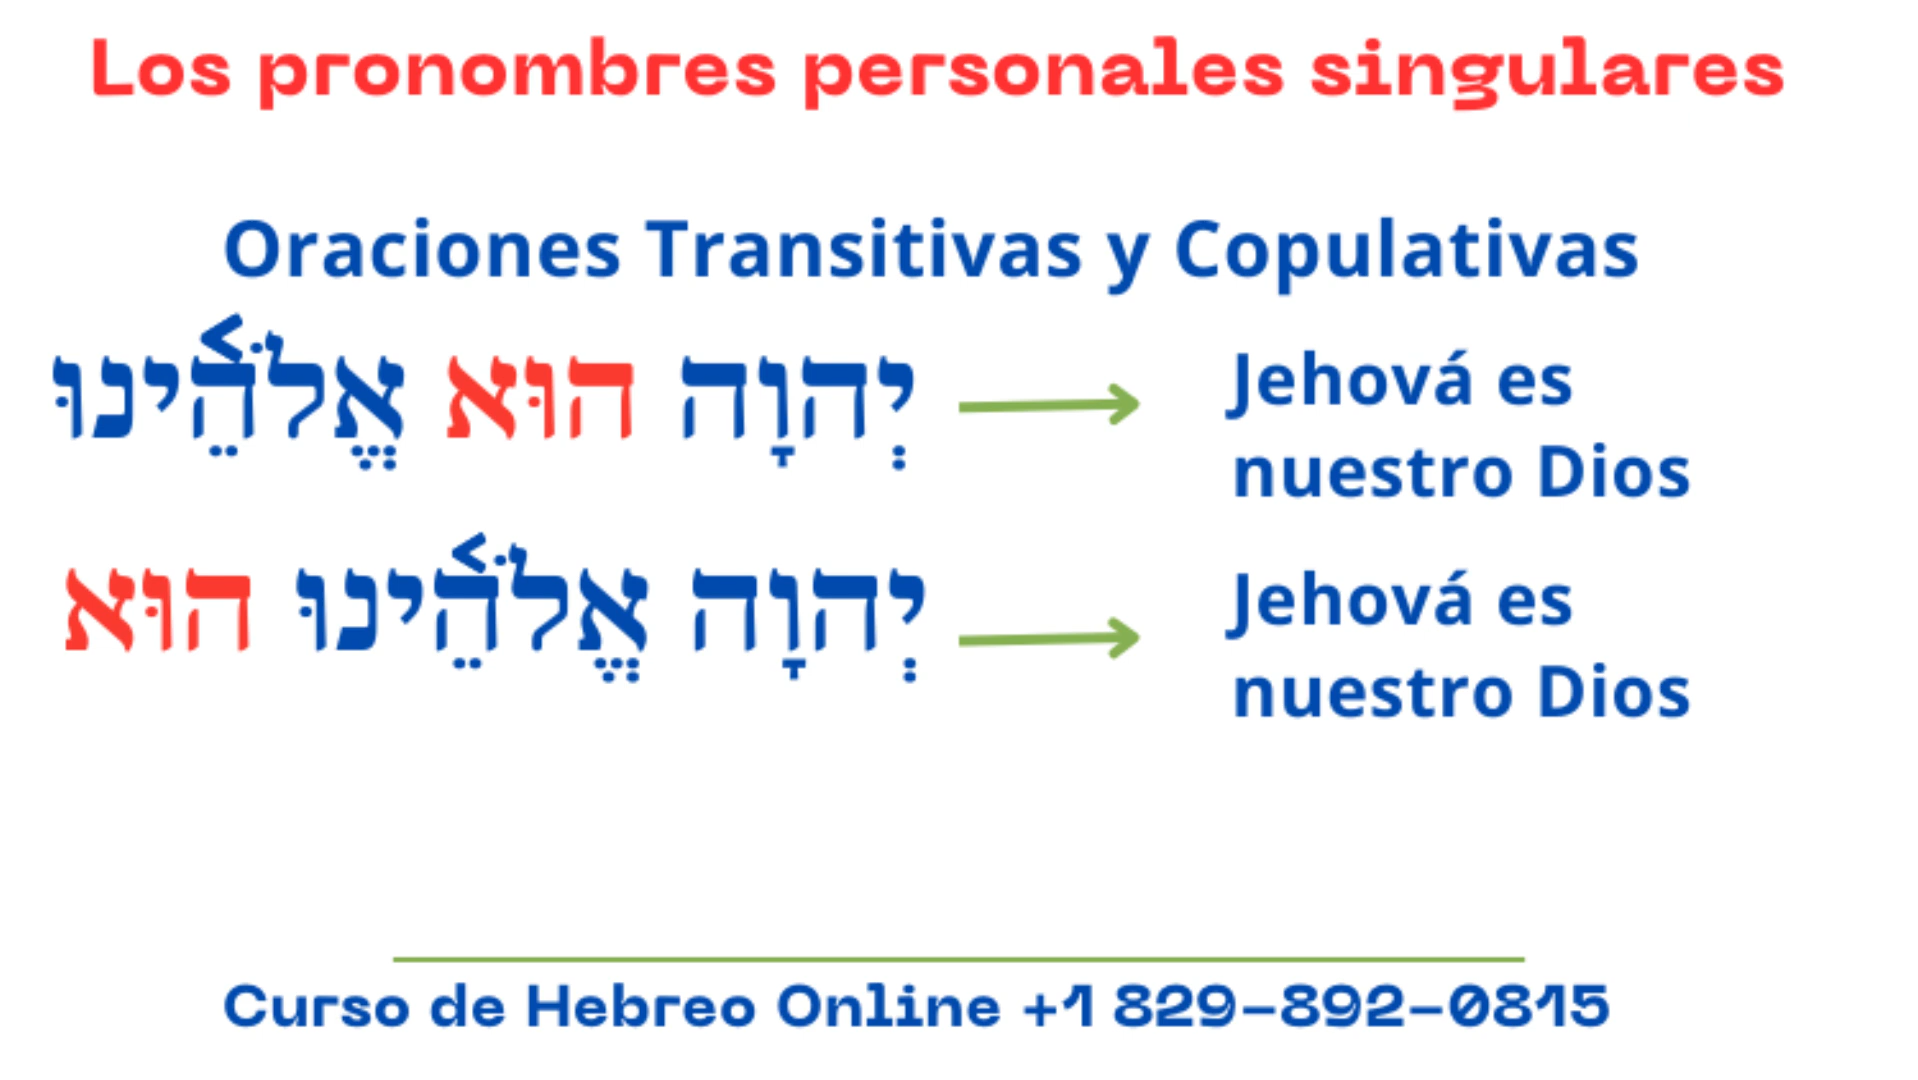 Los pronombres personales singulares
Oraciones Transitivas y Copulativas
יְהוָה הוּא אֱלֹהֵ֫ינוּ
Jehová es
nuestro Dios
יְהוָה אֱלֹהֵ֫ינוּ הוּא
Jehová es
nuestro Dios
Curso de Hebreo Online +1 829-892-0815